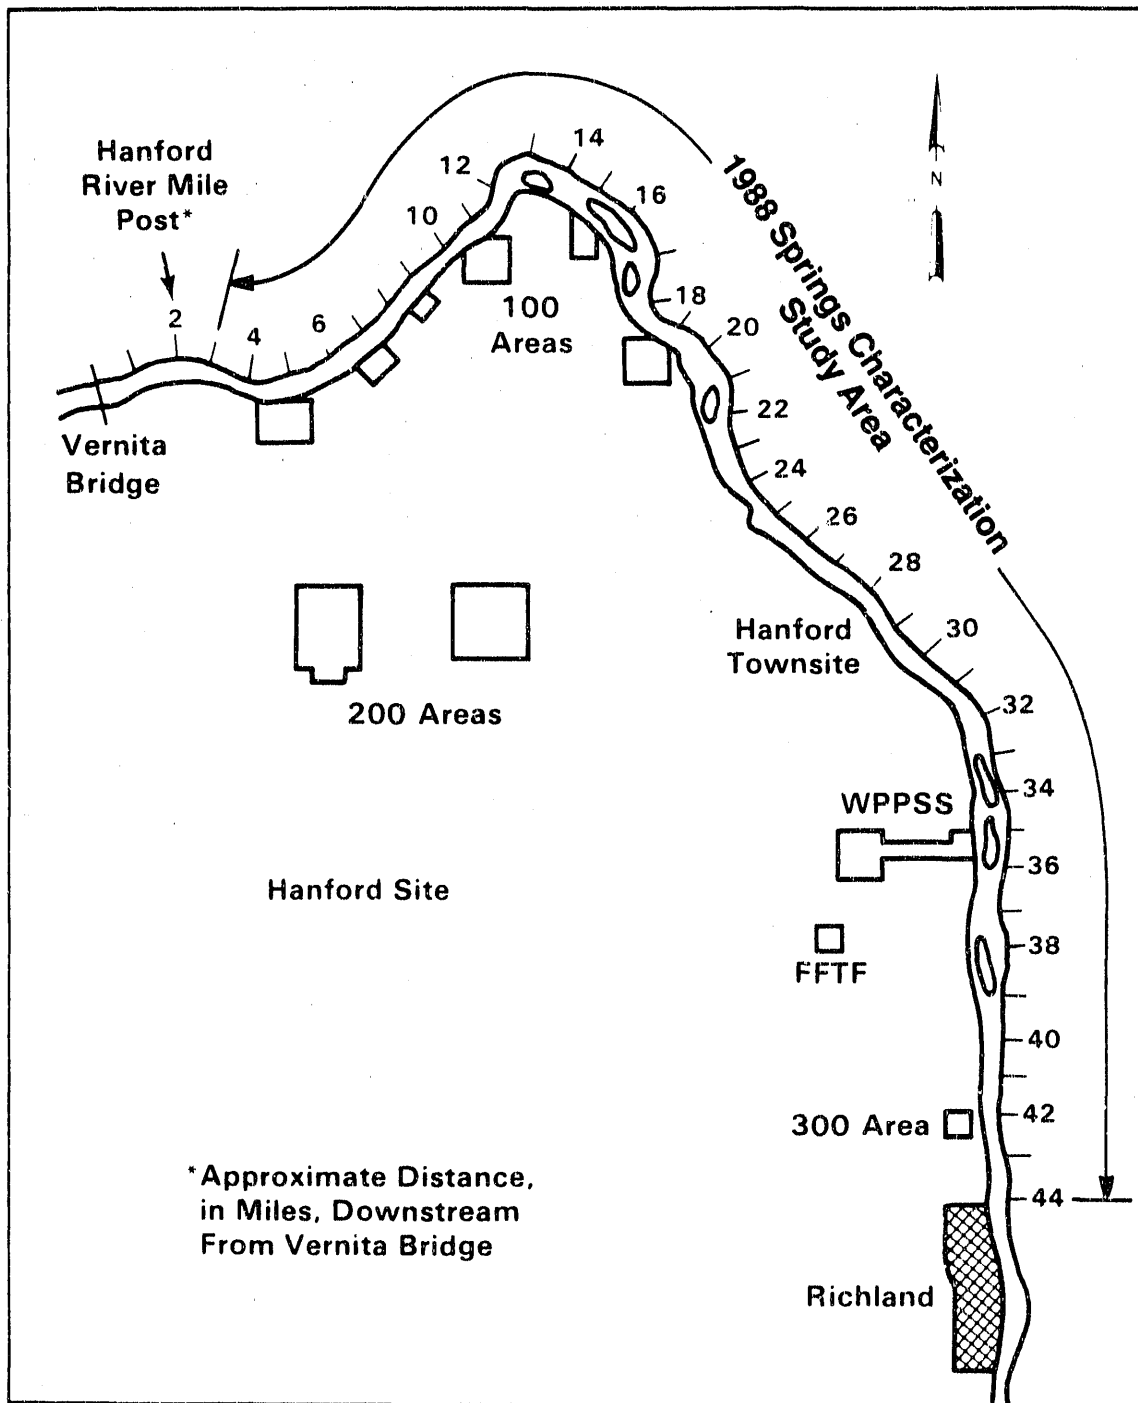 Hanford
River Mile
Post*
2
4
6
10
12
14
16
18
20
22
24
26
28
30
32
34
36
38
40
42
44
N
1988 Springs Characterization
Study Area
100
Areas
Vernita
Bridge
Hanford
Townsite
200 Areas
WPPSS
Hanford Site
FFTF
300 Area
*Approximate Distance,
in Miles, Downstream
From Vernita Bridge
Richland